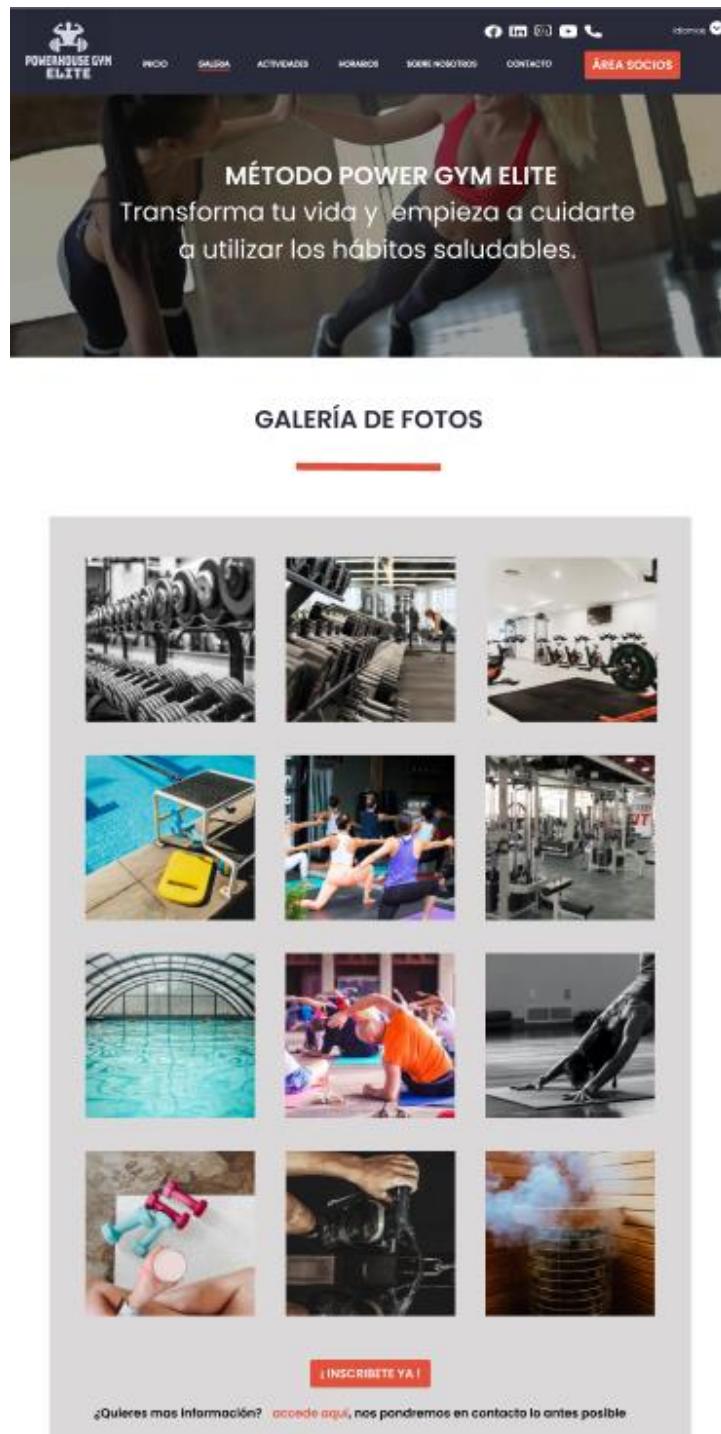 POWERHOUSE GYM
ELITE
idiomas
INICIO
GALERIA
ACTIVIDADES
HORARIOS
SOBRE NOSOTROS
CONTACTO
ÁREA SOCIOS
MÉTODO POWER GYM ELITE
Transforma tu vida y empieza a cuidarte
a utilizar los hábitos saludables.
GALERÍA DE FOTOS
¡ INSCRIBETE YA !
¿Quieres mas información? accede aquí, nos pondremos en contacto lo antes posible